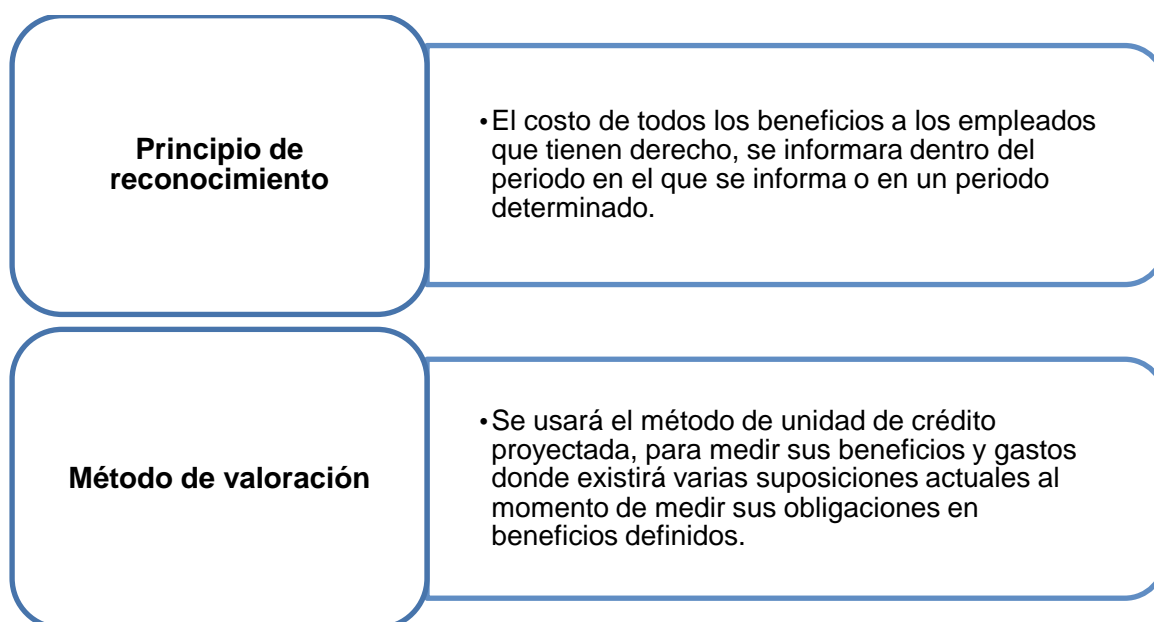 Principio de
reconocimiento
•El costo de todos los beneficios a los empleados
que tienen derecho, se informara dentro del
periodo en el que se informa o en un periodo
determinado.
Método de valoración
•Se usará el método de unidad de crédito
proyectada, para medir sus beneficios y gastos
donde existirá varias suposiciones actuales al
momento de medir sus obligaciones en
beneficios definidos.